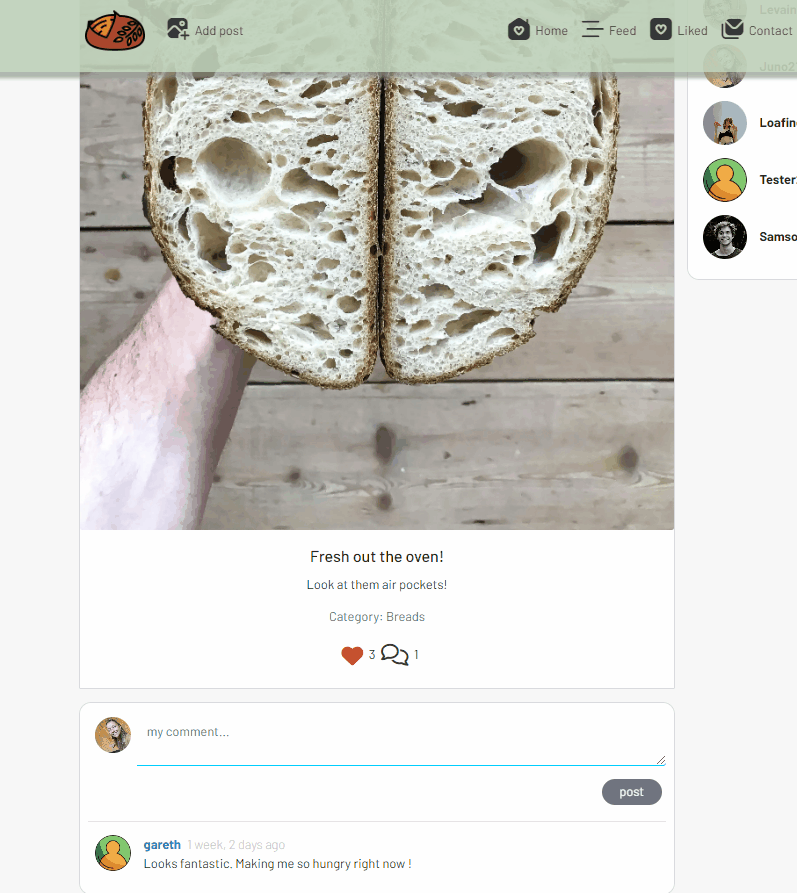 Add post
Home
Feed
Liked
Contact
Levain
Juno2
Loafin
Tester
Samso
Fresh out the oven!
Look at them air pockets!
Category: Breads
3
1
my comment...
post
gareth 1 week, 2 days ago
Looks fantastic. Making me so hungry right now !